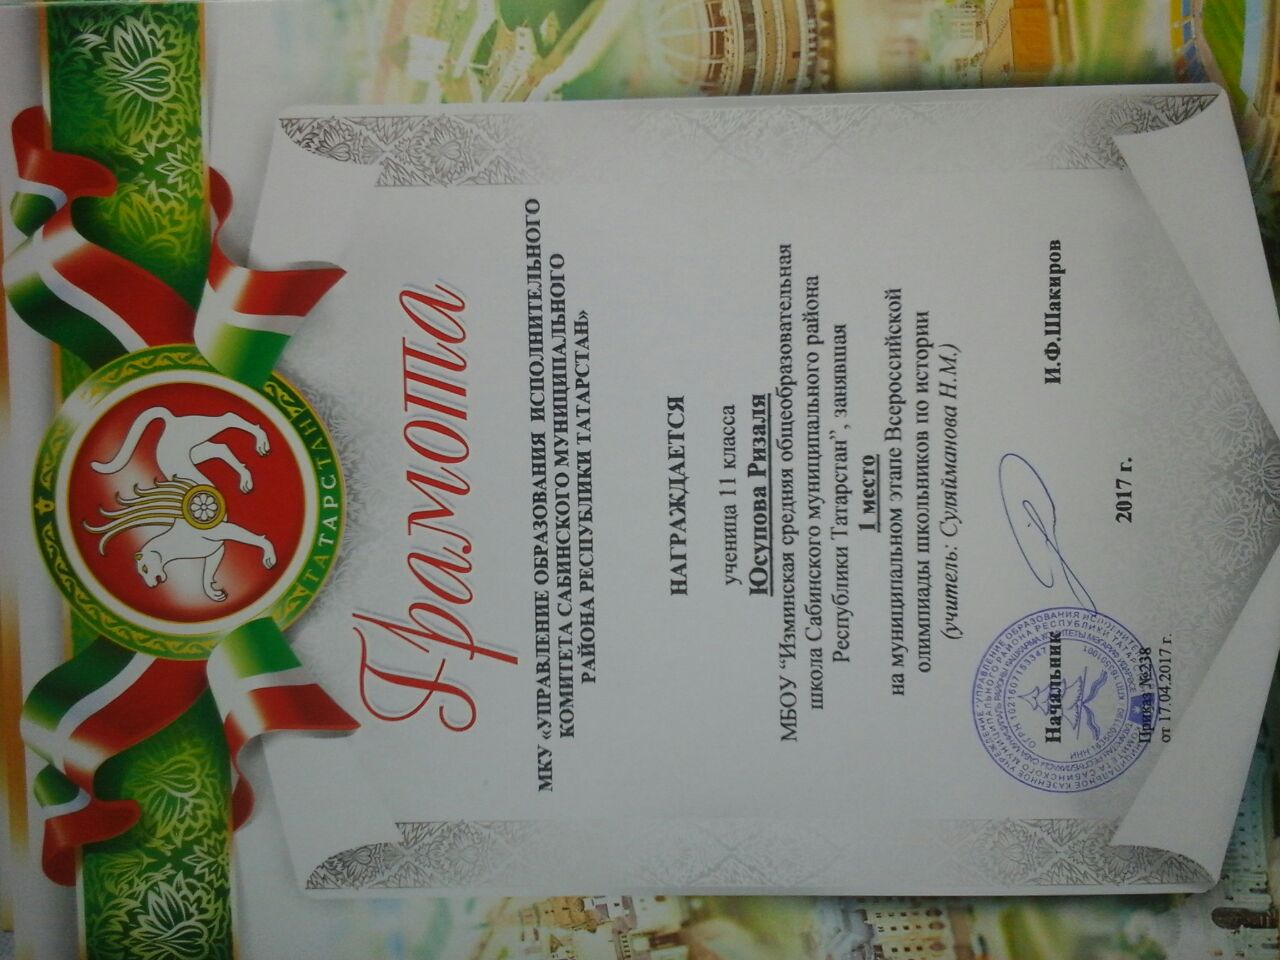 ТАТАРСТАН
Грамота
МКУ «УПРАВЛЕНИЕ ОБРАЗОВАНИЯ ИСПОЛНИТЕЛЬНОГО
КОМИТЕТА САБИНСКОГО МУНИЦИПАЛЬНОГО
РАЙОНА РЕСПУБЛИКИ ТАТАРСТАН»
НАГРАЖДАЕТСЯ
ученица 11 класса
Юсупова Ризаля
МБОУ “Изминская средняя общеобразовательная
школа Сабинского муниципального района
Республики Татарстан”, занявшая
1 место
на муниципальном этапе Всероссийской
олимпиады школьников по истории
(учитель: Суляйманова Н.М.)
Начальник И.Ф.Шакиров
2017 г.
Приказ №238
от 17.04.2017 г.